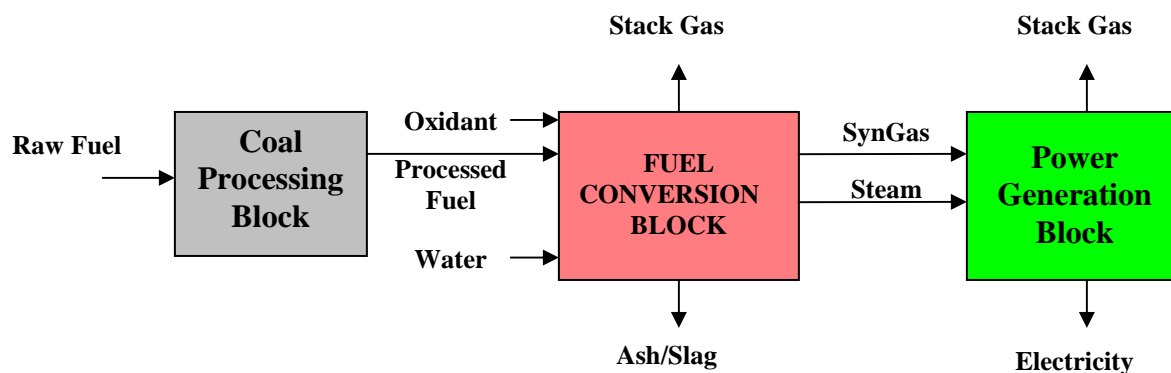 Stack Gas
Stack Gas
Raw Fuel
Coal
Processing
Block
Oxidant
Processed
Fuel
Water
FUEL
CONVERSION
BLOCK
SynGas
Steam
Power
Generation
Block
Ash/Slag
Electricity